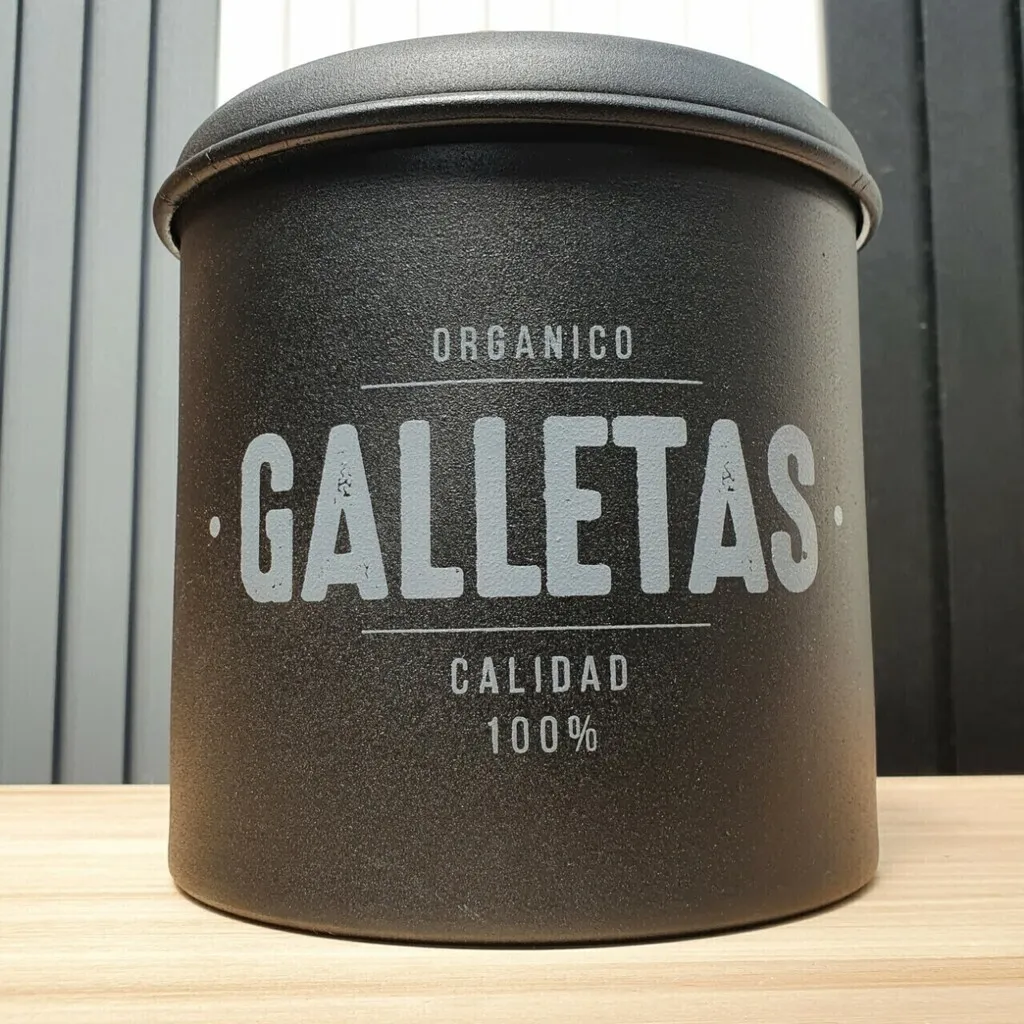 ORGANICO
• GALLETAS •
CALIDAD
100%